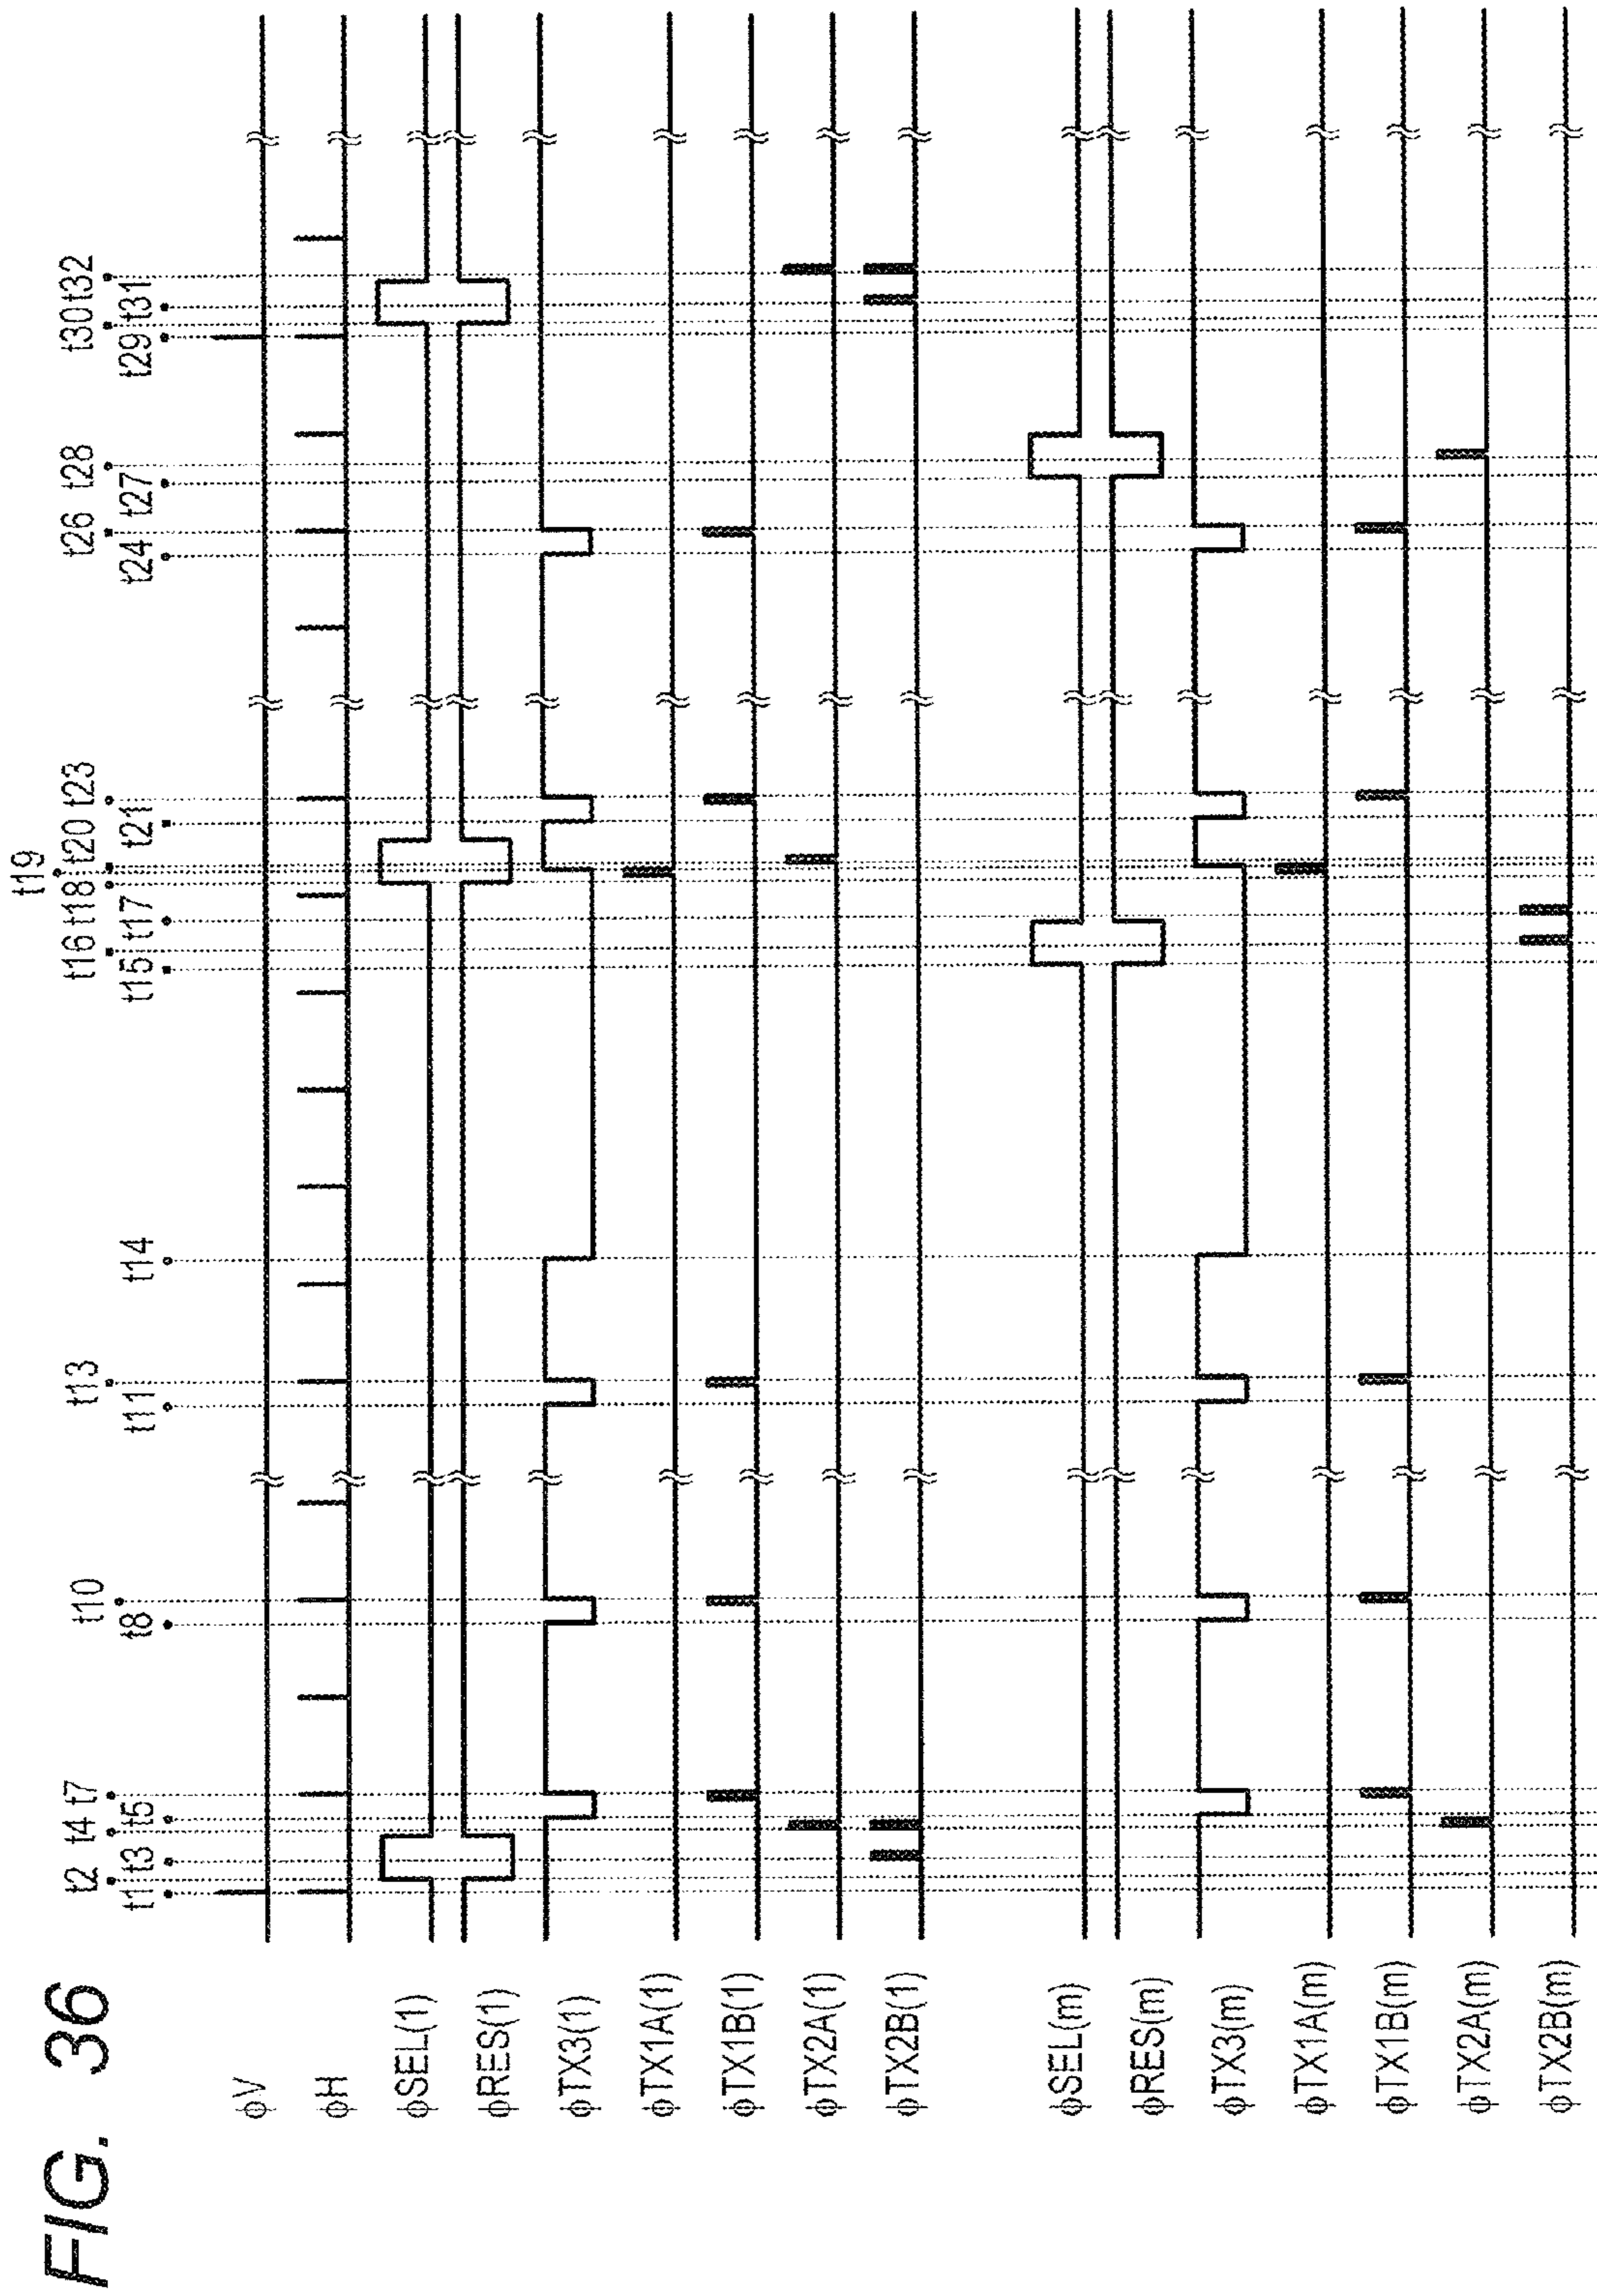 FIG. 36
t19
t2 t4 t7 t10 t13 t16 t18 t20 t23 t26 t28 t30 t32
t1 t3 t5 t8 t11 t14 t15 t17 t21 t24 t27 t29 t31
ϕV
ϕH
ϕSEL(1)
ϕRES(1)
ϕTX3(1)
ϕTX1A(1)
ϕTX1B(1)
ϕTX2A(1)
ϕTX2B(1)
ϕSEL(m)
ϕRES(m)
ϕTX3(m)
ϕTX1A(m)
ϕTX1B(m)
ϕTX2A(m)
ϕTX2B(m)